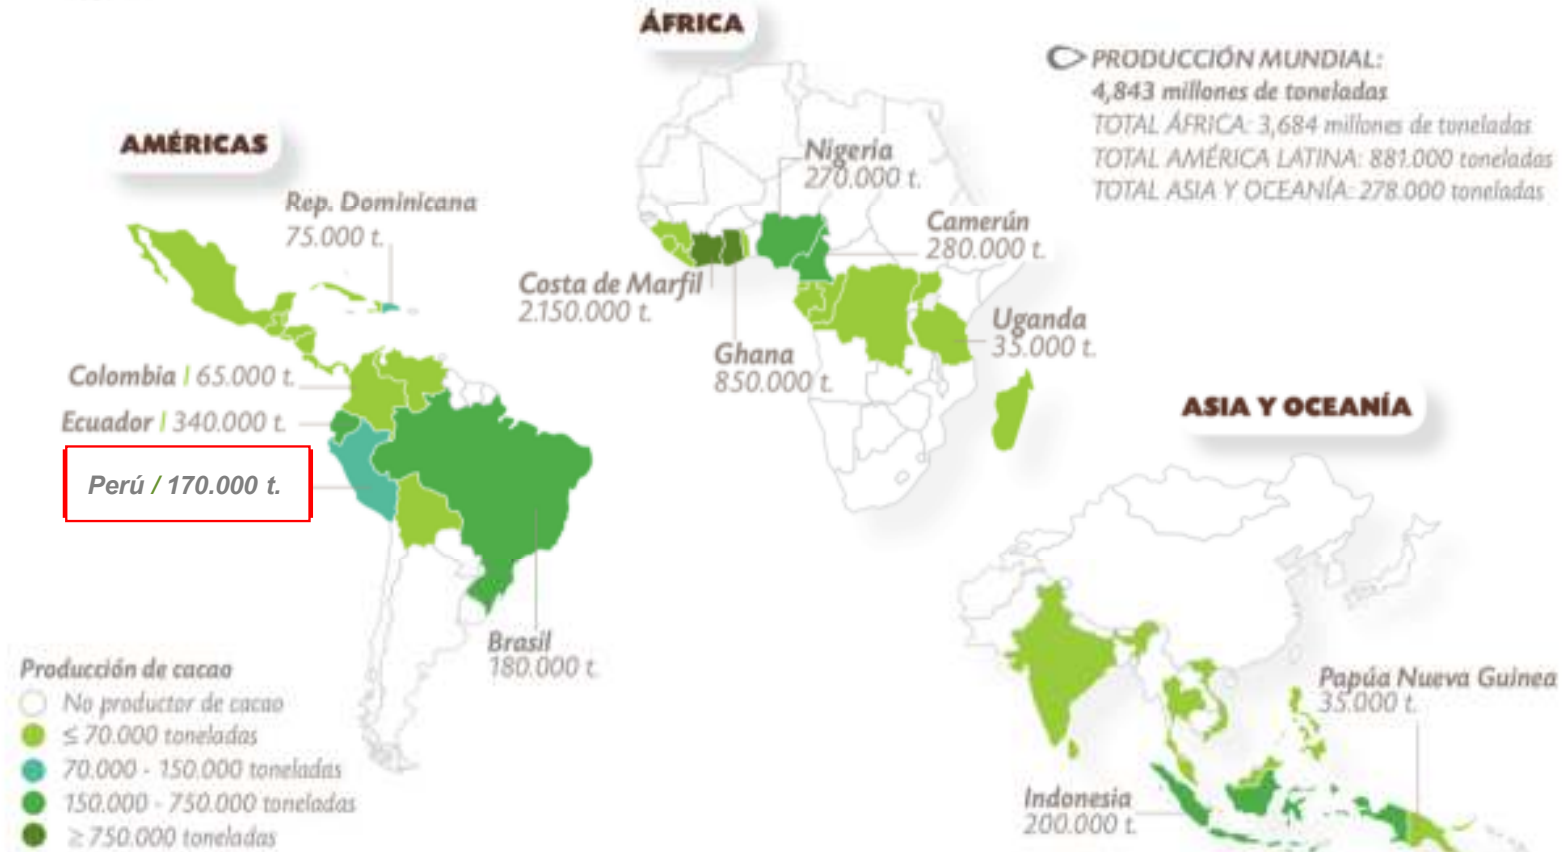 ÁFRICA
PRODUCCIÓN MUNDIAL:
4,843 millones de toneladas
TOTAL ÁFRICA: 3,684 millones de toneladas
TOTAL AMÉRICA LATINA: 881.000 toneladas
TOTAL ASIA Y OCEANÍA: 278.000 toneladas
AMÉRICAS
Nigeria
270.000 t.
Rep. Dominicana
75.000 t.
Camerún
280.000 t.
Costa de Marfil
2.150.000 t.
Uganda
35.000 t.
Ghana
850.000 t.
Colombia | 65.000 t.
Ecuador | 340.000 t.
Perú / 170.000 t.
ASIA Y OCEANÍA
Brasil
180.000 t.
Producción de cacao
No productor de cacao
≤ 70.000 toneladas
70.000 - 150.000 toneladas
150.000 - 750.000 toneladas
≥ 750.000 toneladas
Papúa Nueva Guinea
35.000 t.
Indonesia
200.000 t.